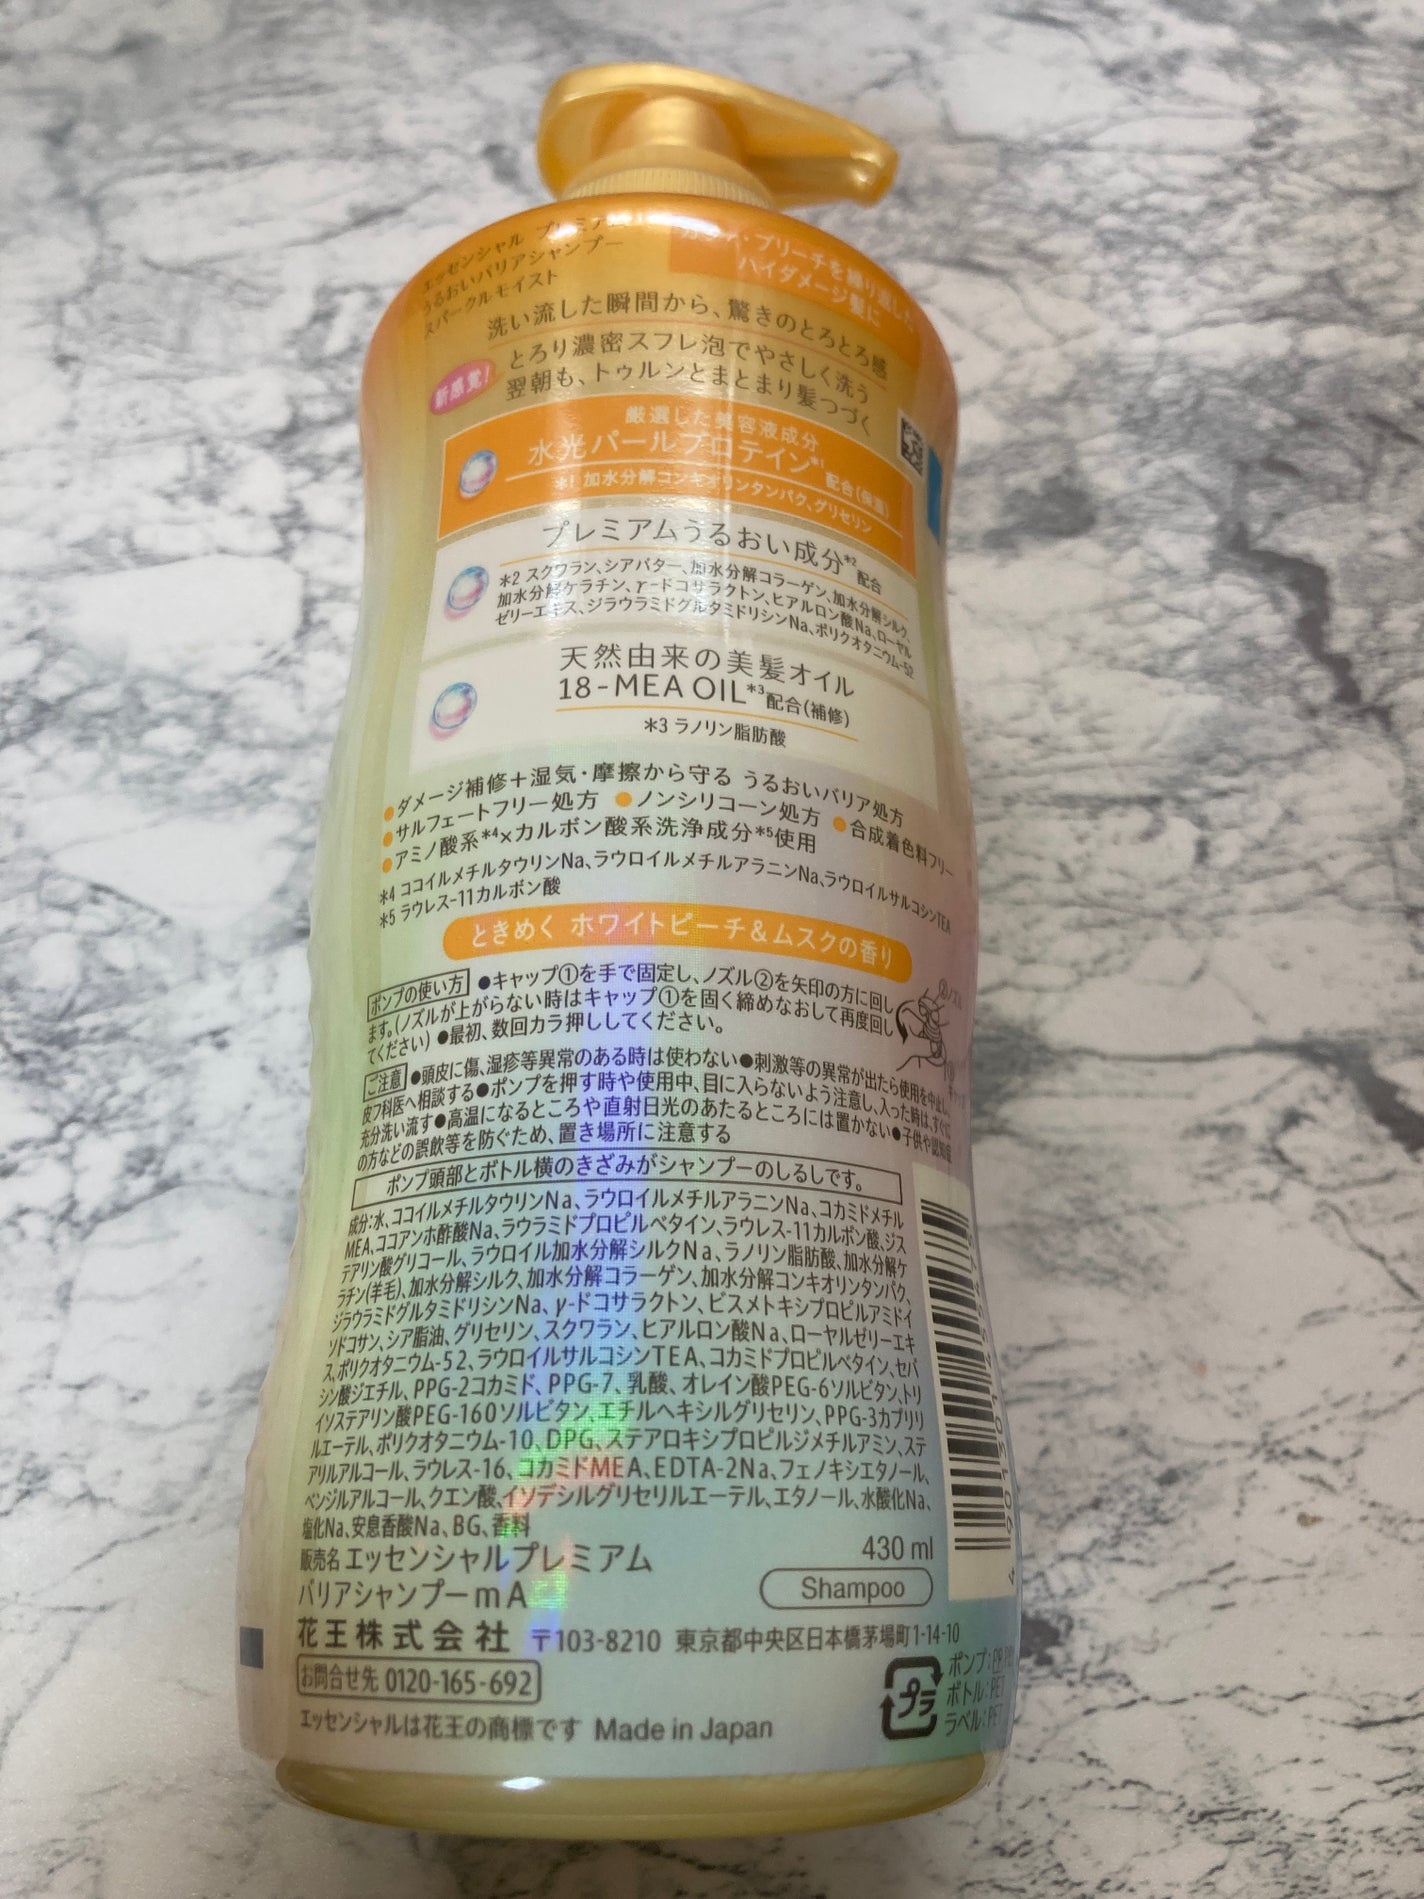 エッセンシャル プレミアム
うるおいバリアシャンプー
スパークルモイスト
カラー・ブリーチを繰り返した
ハイダメージ髪に
洗い流した瞬間から、驚きのとろとろ感
新感覚!
とろり濃密スフレ泡でやさしく洗う
翌朝も、トゥルンとまとまり髪つづく
厳選した美容液成分
水光パールプロテイン*1 配合(保湿)
*1 加水分解コンキオリンタンパク、グリセリン
プレミアムうるおい成分*2 配合
*2 スクワラン、シアバター、加水分解コラーゲン、加水分解シルク、
加水分解ケラチン、γ-ドコサラクトン、ヒアルロン酸Na、ローヤル
ゼリーエキス、ジラウラミドグルタミドリシンNa、ポリクオタニウム-52
天然由来の美髪オイル
18-MEA OIL*3 配合(補修)
*3 ラノリン脂肪酸
●ダメージ補修+湿気・摩擦から守る うるおいバリア処方
●サルフェートフリー処方 ●ノンシリコーン処方 ●合成着色料フリー
●アミノ酸系*4×カルボン酸系洗浄成分*5使用
*4 ココイルメチルタウリンNa、ラウロイルメチルアラニンNa、ラウロイルサルコシンTEA
*5 ラウレス-11カルボン酸
ときめく ホワイトピーチ&ムスクの香り
ポンプの使い方 ●キャップ①を手で固定し、ノズル②を矢印の方に回し
ます。(ノズルが上がらない時はキャップ①を固く締めなおして再度回し
てください) ●最初、数回カラ押ししてください。
②ノズル
ご注意 ●頭皮に傷、湿疹等異常のある時は使わない●刺激等の異常が出たら使用を中止し、
皮フ科医へ相談する●ポンプを押す時や使用中、目に入らないよう注意し、入った時は、すぐに
充分洗い流す●高温になるところや直射日光のあたるところには置かない●子供や認知症
の方などの誤飲等を防ぐため、置き場所に注意する
ポンプ頭部とボトル横のきざみがシャンプーのしるしです。
成分:水、ココイルメチルタウリンNa、ラウロイルメチルアラニンNa、コカミドメチル
MEA、ココアンホ酢酸Na、ラウラミドプロピルベタイン、ラウレス-11カルボン酸、ジス
テアリン酸グリコール、ラウロイル加水分解シルクNa、ラノリン脂肪酸、加水分解ケ
ラチン(羊毛)、加水分解シルク、加水分解コラーゲン、加水分解コンキオリンタンパク、
ジラウラミドグルタミドリシンNa、γ-ドコサラクトン、ビスメトキシプロピルアミドイ
ソドコサン、シア脂油、グリセリン、スクワラン、ヒアルロン酸Na、ローヤルゼリーエキ
ス、ポリクオタニウム-52、ラウロイルサルコシンTEA、コカミドプロピルベタイン、セバ
シン酸ジエチル、PPG-2コカミド、PPG-7、乳酸、オレイン酸PEG-6ソルビタン、トリ
イソステアリン酸PEG-160ソルビタン、エチルヘキシルグリセリン、PPG-3カプリリ
ルエーテル、ポリクオタニウム-10、DPG、ステアロキシプロピルジメチルアミン、ステ
アリルアルコール、ラウレス-16、コカミドMEA、EDTA-2Na、フェノキシエタノール、
ベンジルアルコール、クエン酸、イソデシルグリセリルエーテル、エタノール、水酸化Na、
塩化Na、安息香酸Na、BG、香料
販売名 エッセンシャルプレミアム
バリアシャンプーmA
430 ml
Shampoo
花王株式会社 〒103-8210 東京都中央区日本橋茅場町1-14-10
お問合せ先 0120-165-692
エッセンシャルは花王の商標です Made in Japan
プラ
ポンプ:PP,
ボトル:PET
ラベル:PET